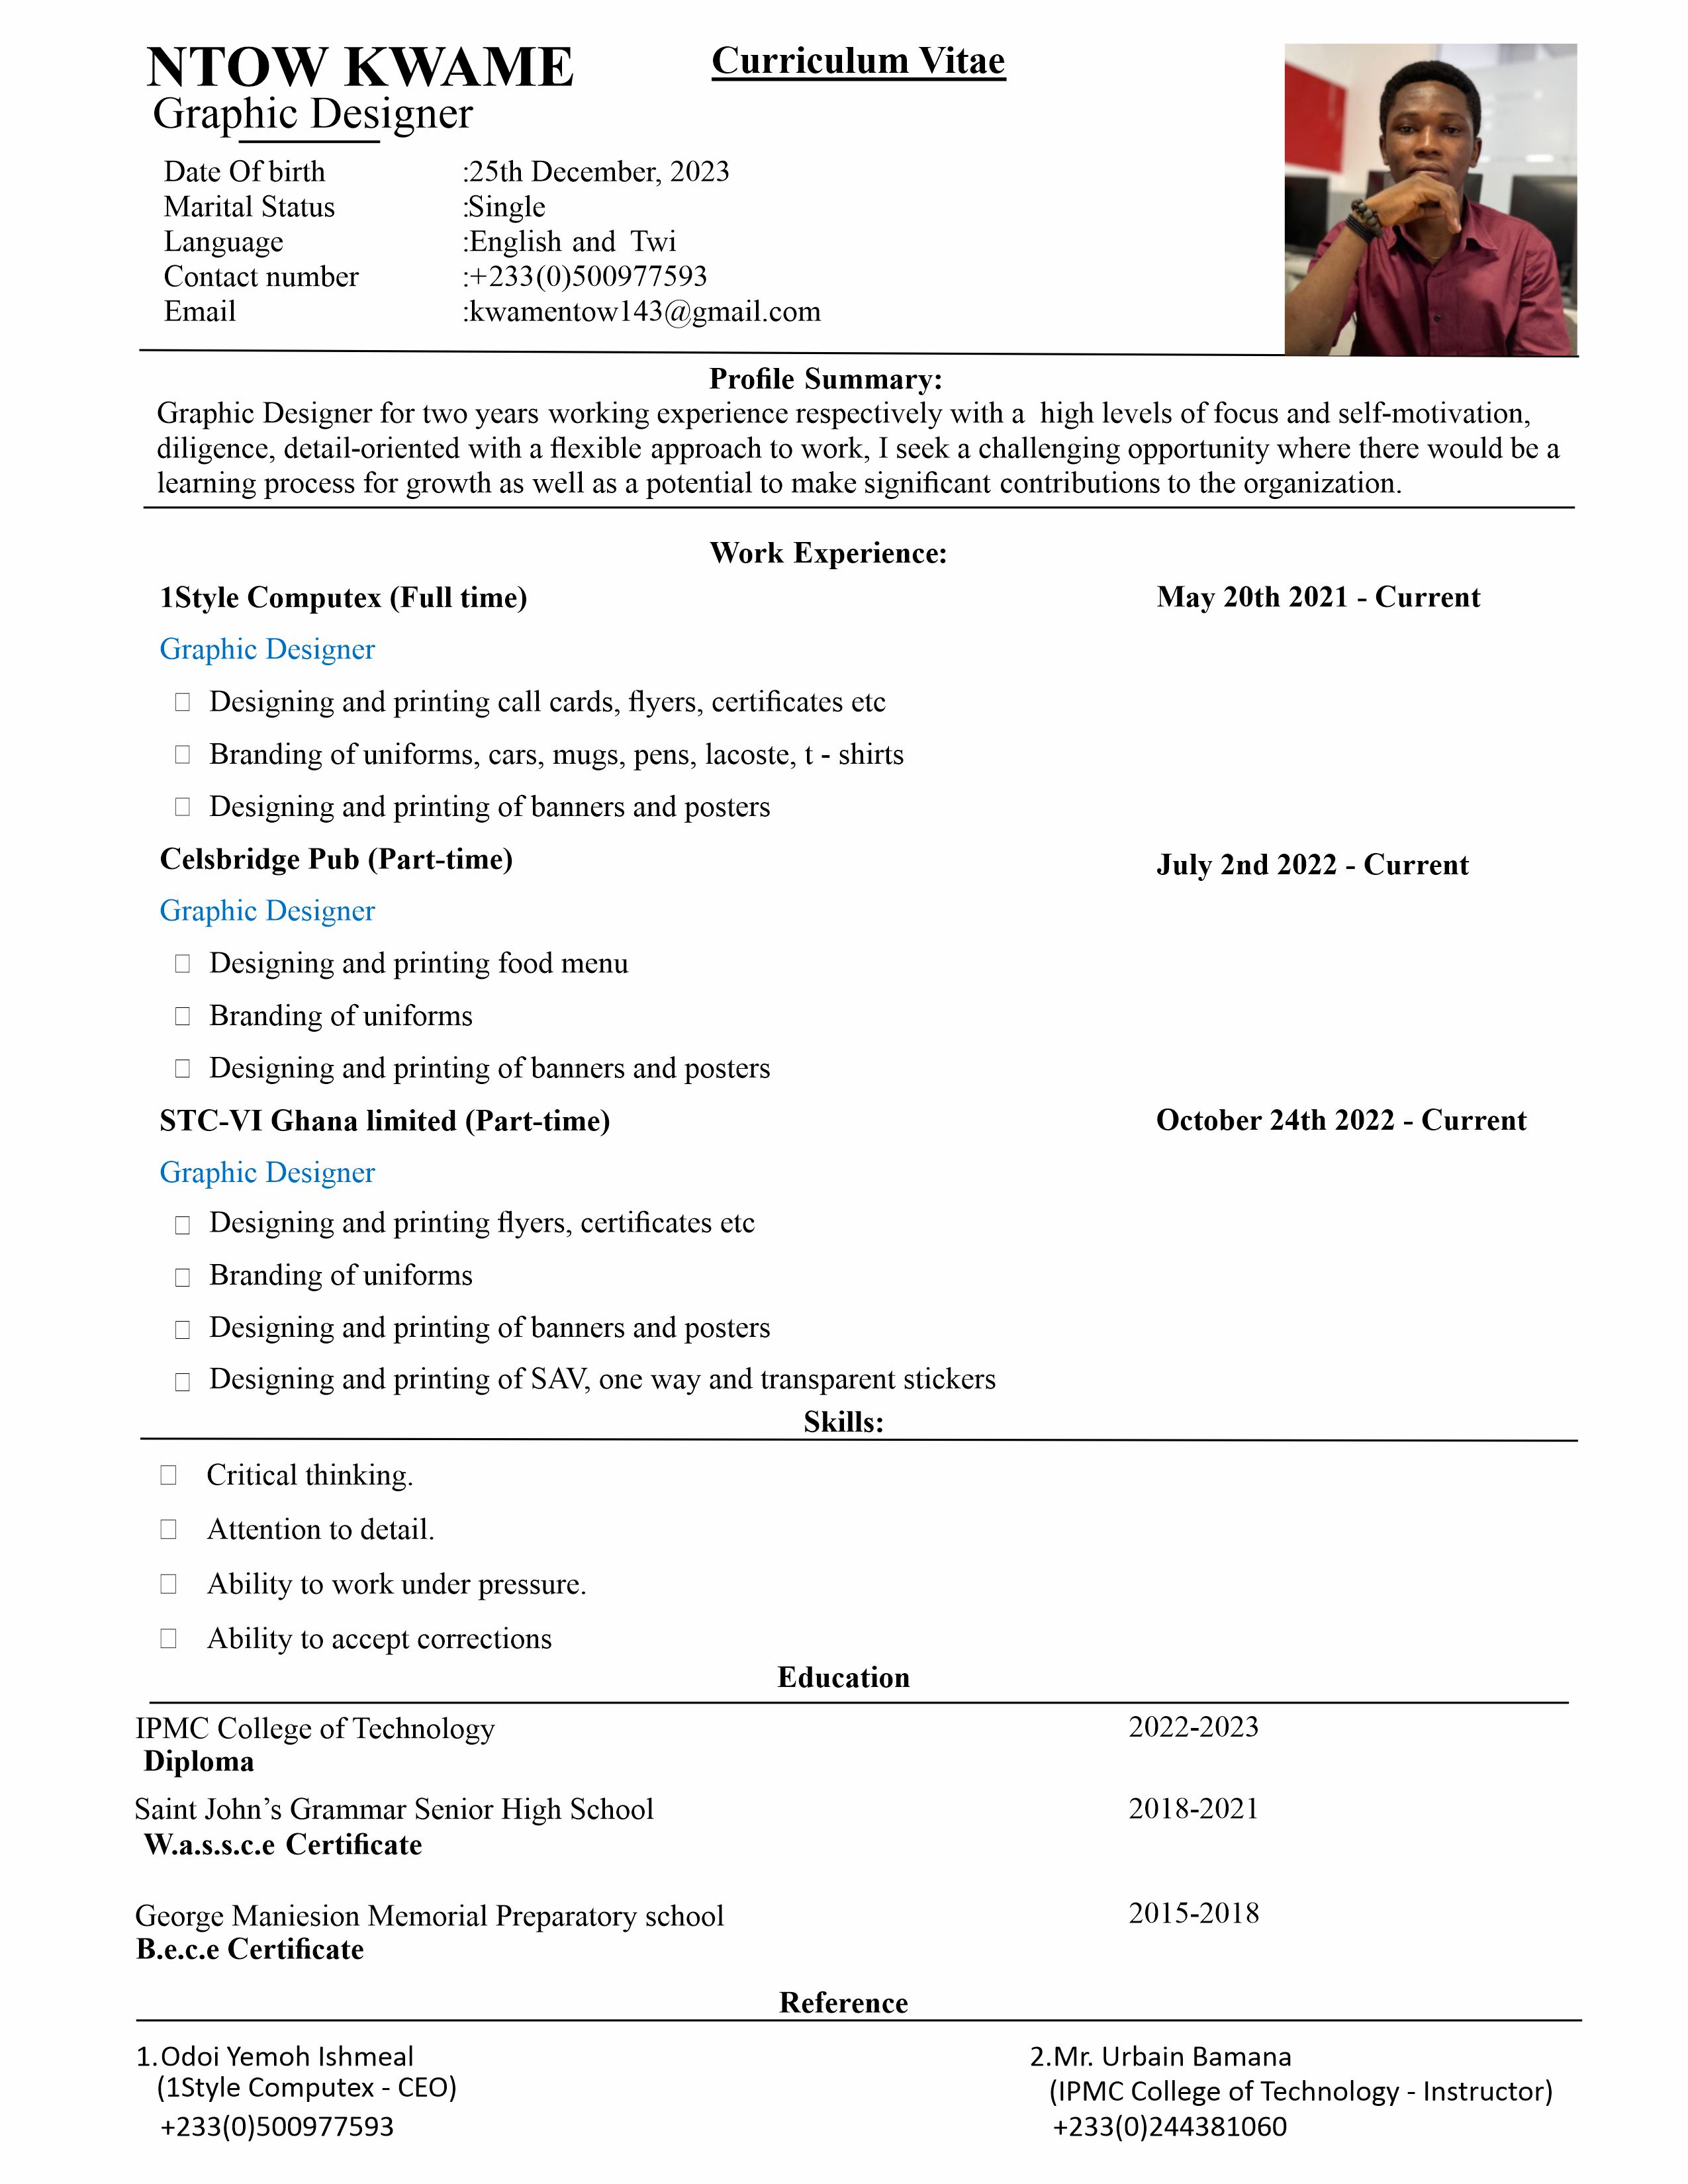 NTOW KWAME
Curriculum Vitae
Graphic Designer
Date Of birth :25th December, 2023
Marital Status :Single
Language :English and Twi
Contact number :+233(0)500977593
Email :kwamentow143@gmail.com
Profile Summary:
Graphic Designer for two years working experience respectively with a high levels of focus and self-motivation,
diligence, detail-oriented with a flexible approach to work, I seek a challenging opportunity where there would be a
learning process for growth as well as a potential to make significant contributions to the organization.
Work Experience:
1Style Computex (Full time) May 20th 2021 - Current
Graphic Designer
Designing and printing call cards, flyers, certificates etc
Branding of uniforms, cars, mugs, pens, lacoste, t - shirts
Designing and printing of banners and posters
Celsbridge Pub (Part-time) July 2nd 2022 - Current
Graphic Designer
Designing and printing food menu
Branding of uniforms
Designing and printing of banners and posters
STC-VI Ghana limited (Part-time) October 24th 2022 - Current
Graphic Designer
Designing and printing flyers, certificates etc
Branding of uniforms
Designing and printing of banners and posters
Designing and printing of SAV, one way and transparent stickers
Skills:
Critical thinking.
Attention to detail.
Ability to work under pressure.
Ability to accept corrections
Education
IPMC College of Technology 2022-2023
Diploma
Saint John’s Grammar Senior High School 2018-2021
W.a.s.s.c.e Certificate
George Maniesion Memorial Preparatory school 2015-2018
B.e.c.e Certificate
Reference
1.Odoi Yemoh Ishmeal
(1Style Computex - CEO)
+233(0)500977593
2.Mr. Urbain Bamana
(IPMC College of Technology - Instructor)
+233(0)244381060